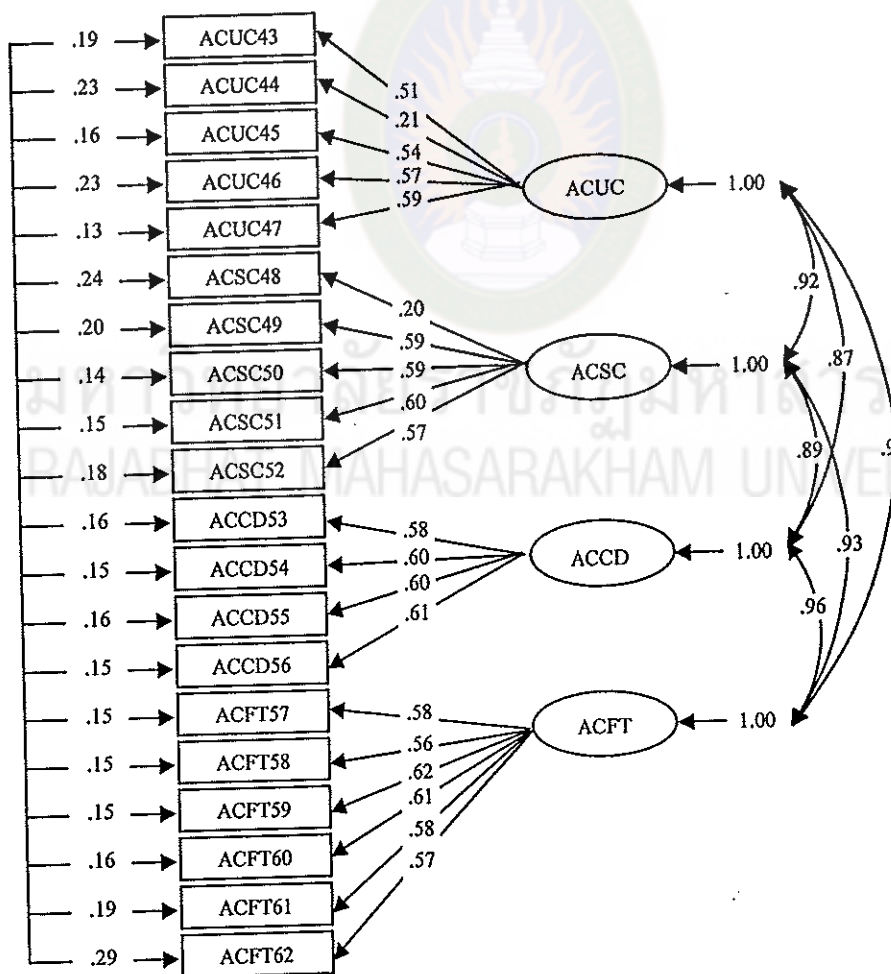 .19 ACUC43
.23 ACUC44
.16 ACUC45
.23 ACUC46
.13 ACUC47
.24 ACSC48
.20 ACSC49
.14 ACSC50
.15 ACSC51
.18 ACSC52
.16 ACCD53
.15 ACCD54
.16 ACCD55
.15 ACCD56
.15 ACFT57
.15 ACFT58
.15 ACFT59
.16 ACFT60
.19 ACFT61
.29 ACFT62
.51
.21
.54
.57
.59
.20
.59
.59
.60
.57
.58
.60
.60
.61
.58
.56
.62
.61
.58
.57
ACUC 1.00
ACSC 1.00
ACCD 1.00
ACFT 1.00
.92
.87
.89
.93
.96
RAJABHAT MAHASARAKHAM